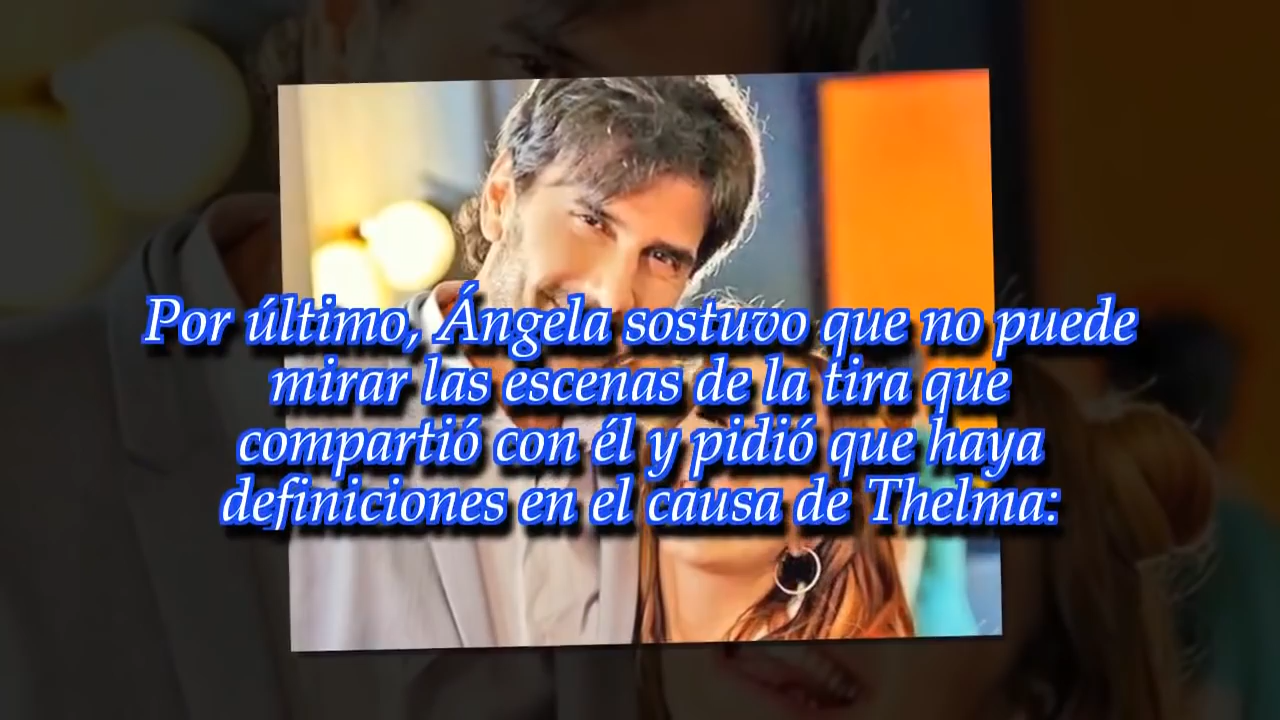 Por último, Ángela sostuvo que no puede
mirar las escenas de la tira que
compartió con él y pidió que haya
definiciones en el causa de Thelma: